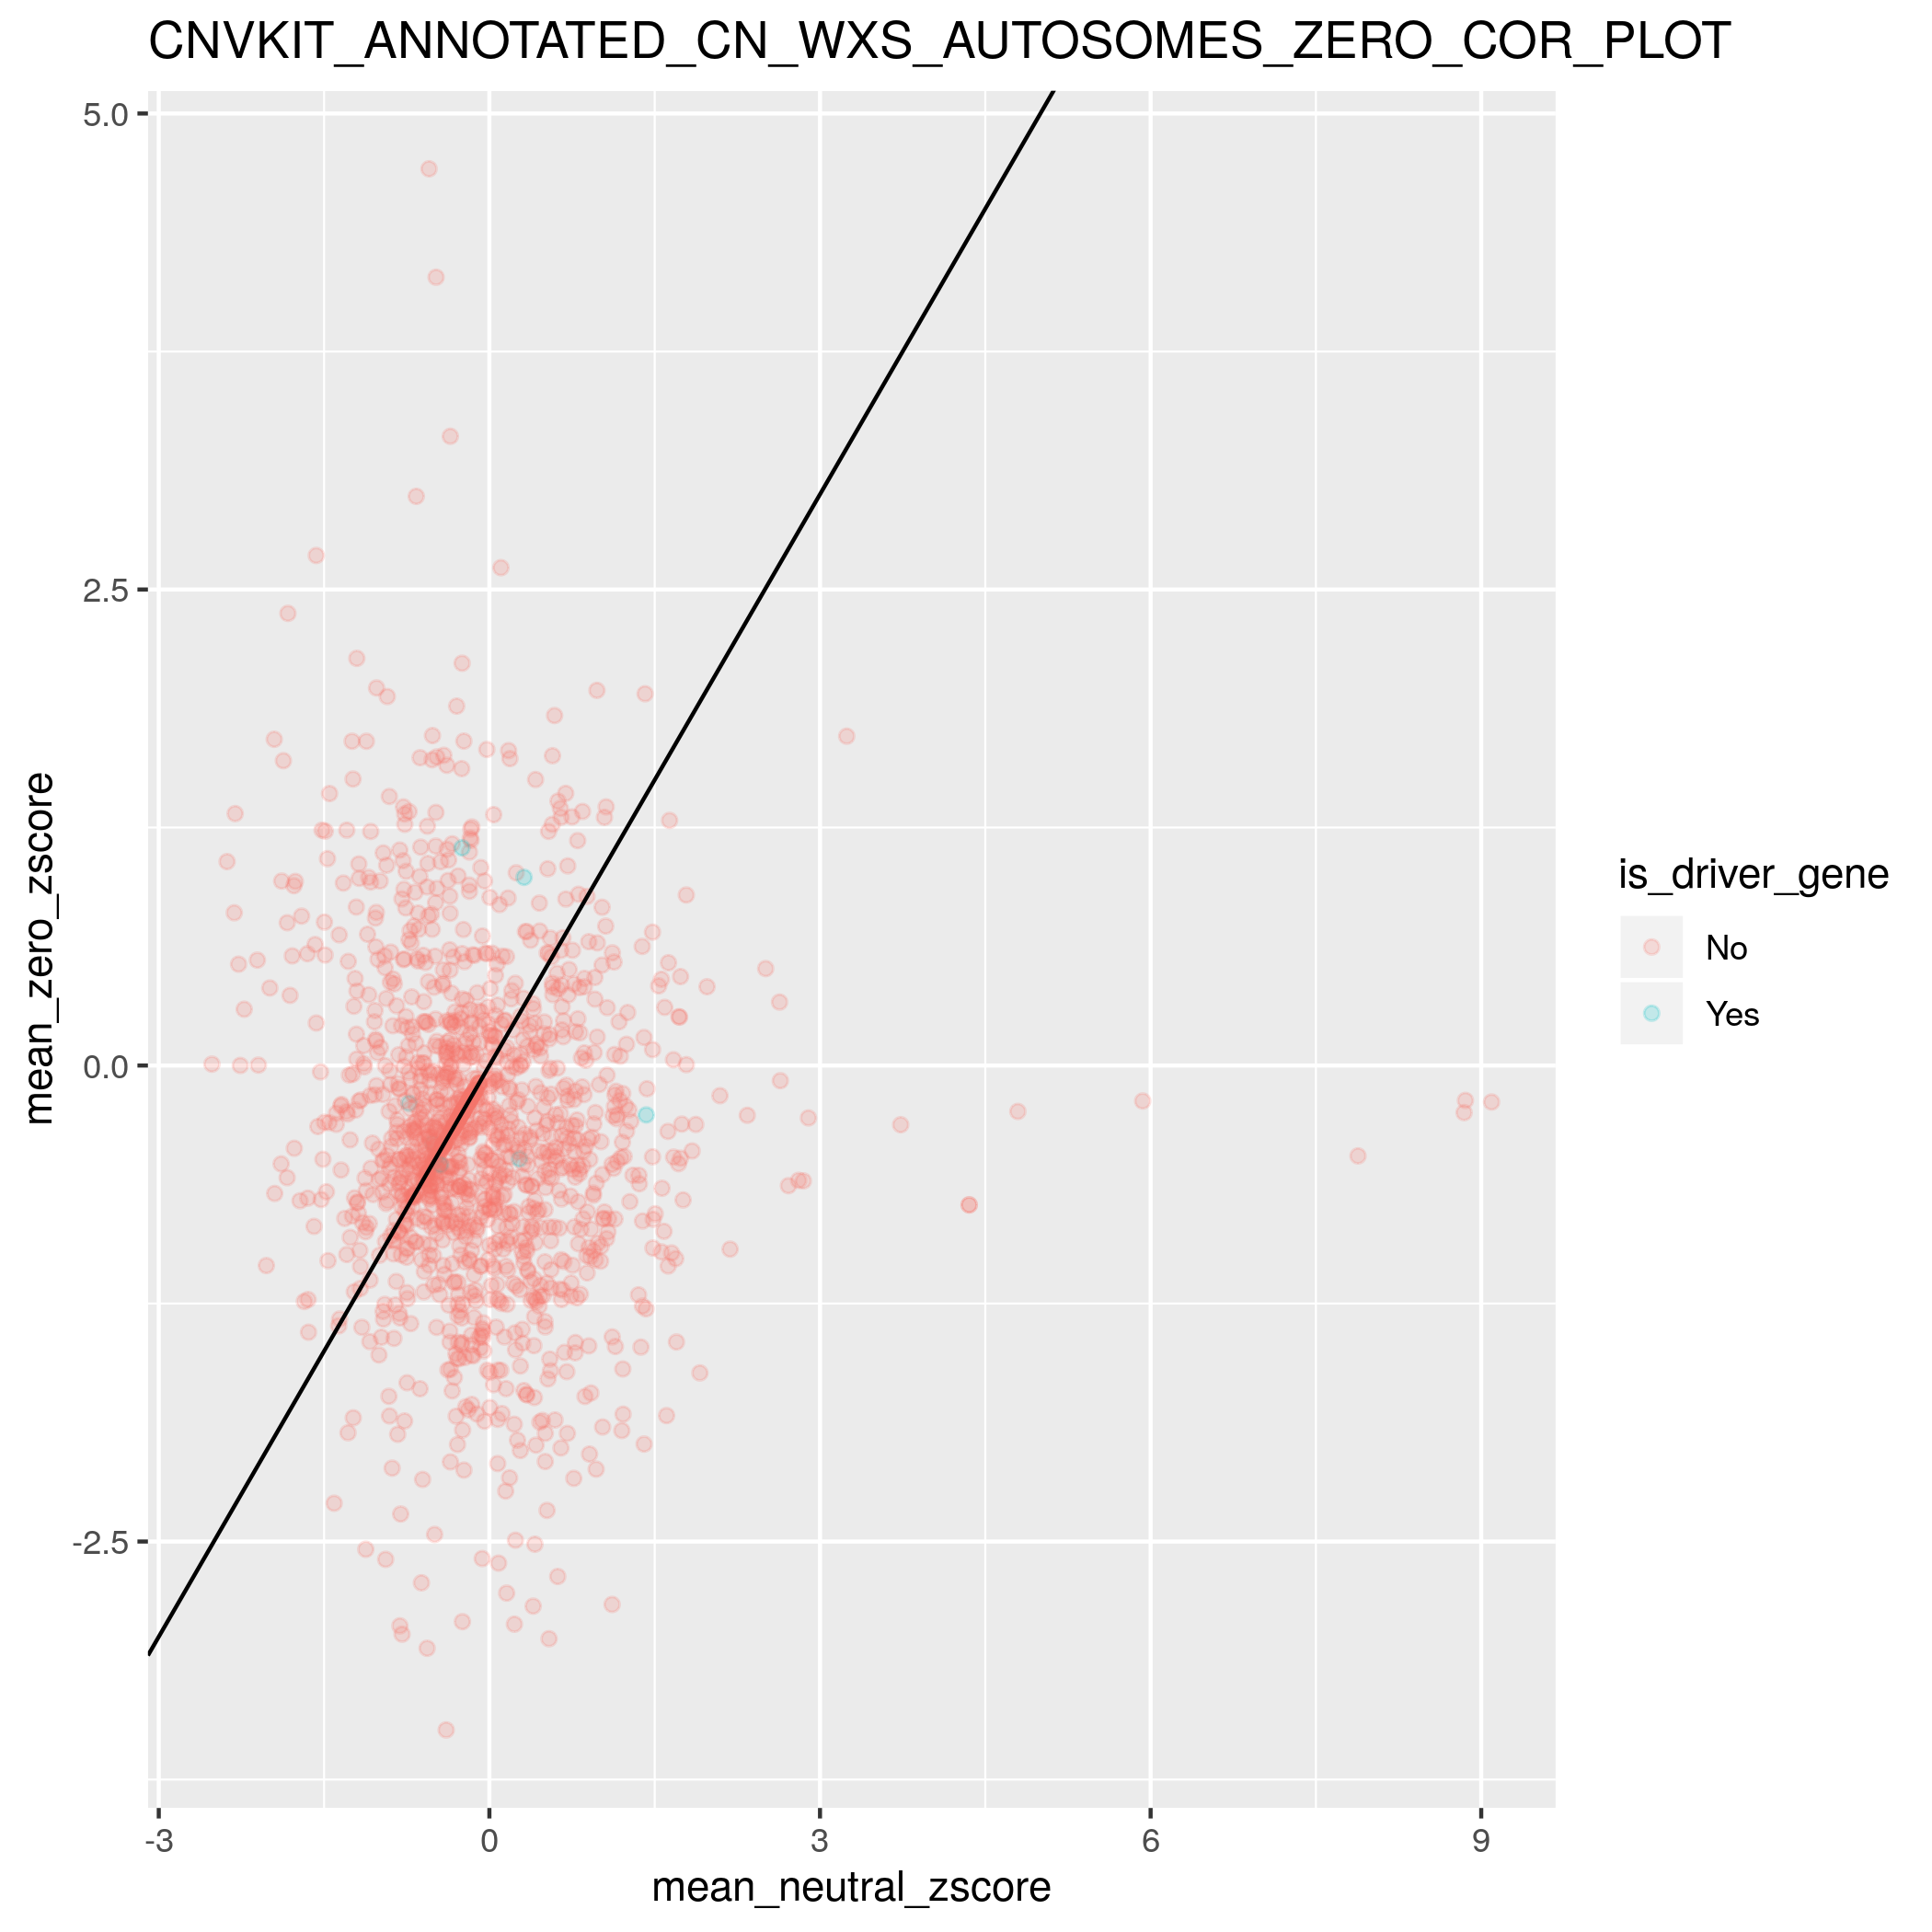 CNVKIT_ANNOTATED_CN_WXS_AUTOSOMES_ZERO_COR_PLOT
5.0
2.5
0.0
-2.5
mean_zero_zscore
-3 0 3 6 9
mean_neutral_zscore
is_driver_gene
No
Yes